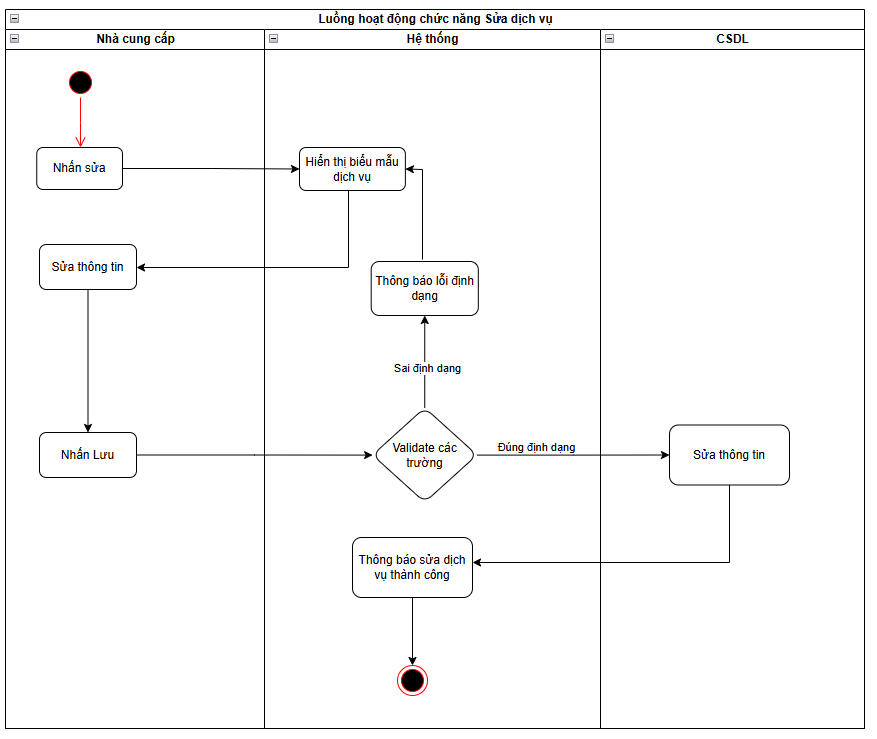 Luồng hoạt động chức năng Sửa dịch vụ
Nhà cung cấp
Hệ thống
CSDL
Nhấn sửa
Hiển thị biểu mẫu
dịch vụ
Sửa thông tin
Thông báo lỗi định
dạng
Sai định dạng
Nhấn Lưu
Validate các
trường
Đúng định dạng
Sửa thông tin
Thông báo sửa dịch
vụ thành công